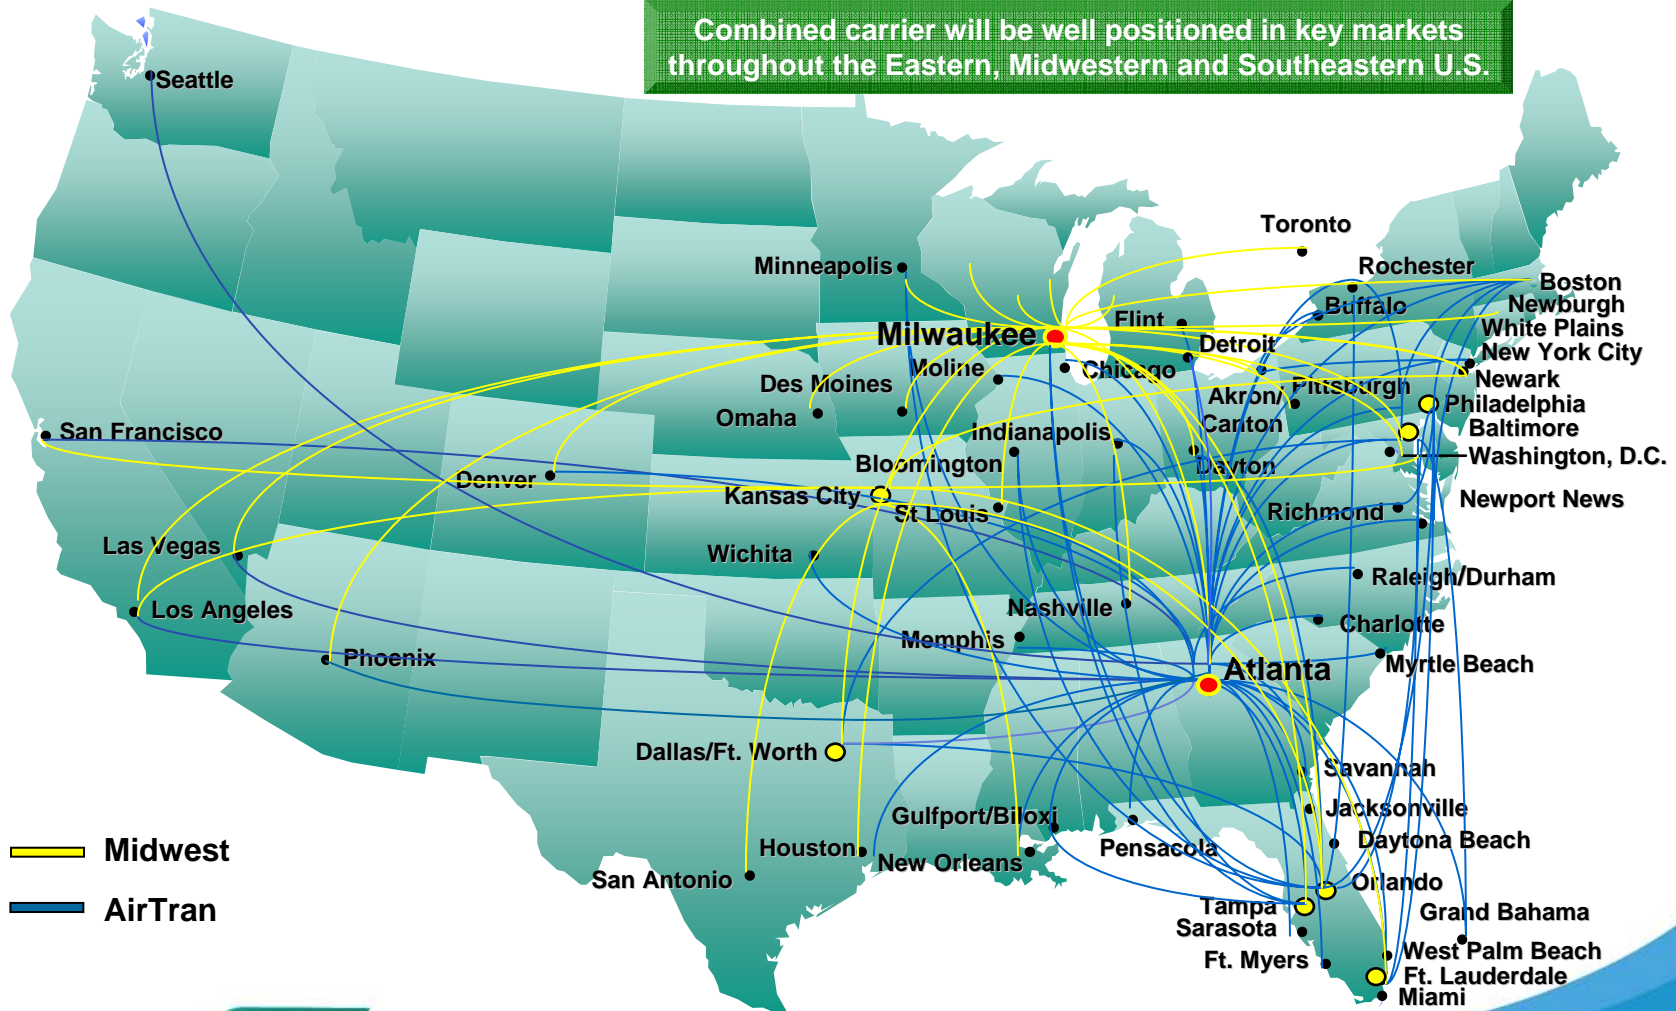 Combined carrier will be well positioned in key markets
throughout the Eastern, Midwestern and Southeastern U.S.
Seattle
Toronto
Minneapolis
Rochester
Boston
Buffalo
Newburgh
Flint
White Plains
Milwaukee
Detroit
New York City
Moline
Chicago
Newark
Des Moines
Pittsburgh
Akron/
Canton
Philadelphia
Omaha
Baltimore
San Francisco
Indianapolis
Washington, D.C.
Bloomington
Dayton
Denver
Kansas City
Newport News
St Louis
Richmond
Las Vegas
Wichita
Raleigh/Durham
Los Angeles
Nashville
Charlotte
Memphis
Phoenix
Myrtle Beach
Atlanta
Dallas/Ft. Worth
Savannah
Jacksonville
Gulfport/Biloxi
Daytona Beach
Houston
Pensacola
New Orleans
San Antonio
Orlando
Tampa
Grand Bahama
Sarasota
West Palm Beach
Ft. Myers
Ft. Lauderdale
Miami
Midwest
AirTran